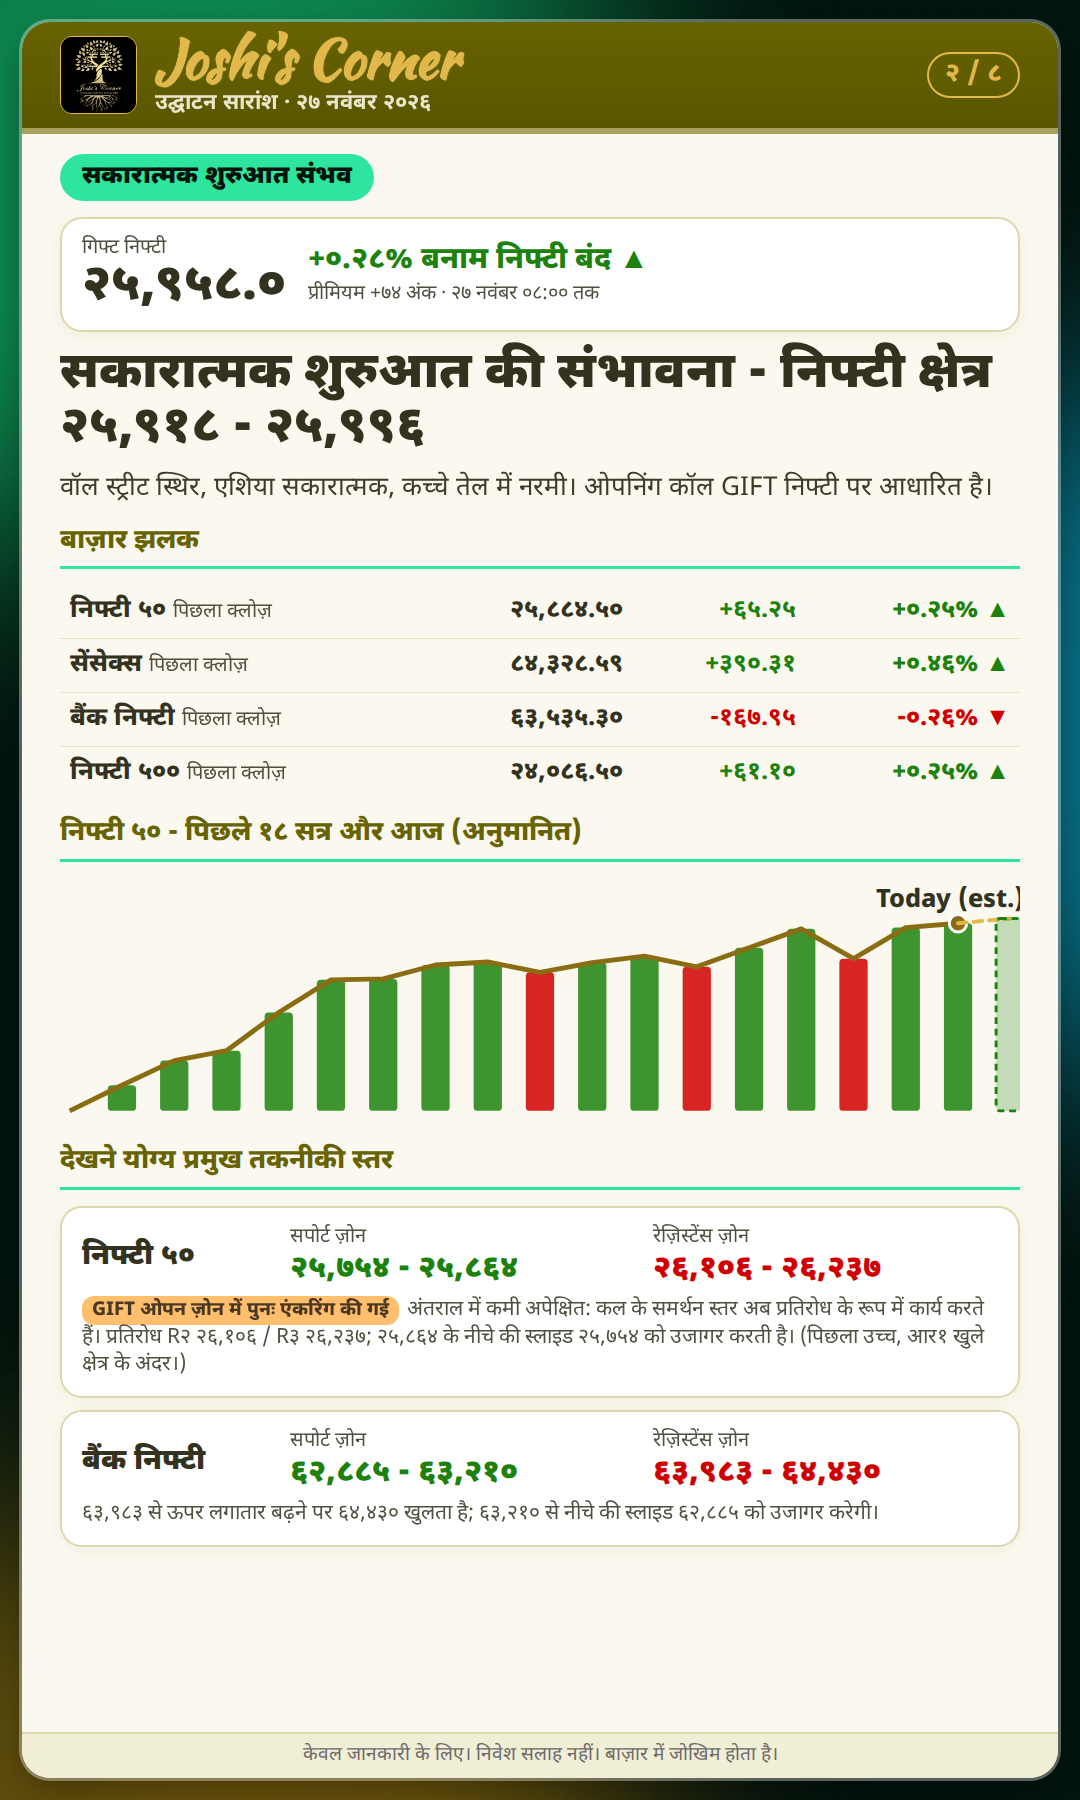 Joshi's Corner
Joshi's Corner
उद्घाटन सारांश · २७ नवंबर २०२६
२ / ८
सकारात्मक शुरुआत संभव
गिफ्ट निफ्टी
२५,९५८.०
+०.२८% बनाम निफ्टी बंद ▲
प्रीमियम +७४ अंक · २७ नवंबर ०८:०० तक
सकारात्मक शुरुआत की संभावना - निफ्टी क्षेत्र
२५,९१८ - २५,९९६
वॉल स्ट्रीट स्थिर, एशिया सकारात्मक, कच्चे तेल में नरमी। ओपनिंग कॉल GIFT निफ्टी पर आधारित है।
बाज़ार झलक
निफ्टी ५० पिछला क्लोज़ २५,८८४.५० +६५.२५ +०.२५% ▲
सेंसेक्स पिछला क्लोज़ ८४,३२८.५९ +३९०.३१ +०.४६% ▲
बैंक निफ्टी पिछला क्लोज़ ६३,५३५.३० -१६७.९५ -०.२६% ▼
निफ्टी ५०० पिछला क्लोज़ २४,०८६.५० +६१.१० +०.२५% ▲
निफ्टी ५० - पिछले १८ सत्र और आज (अनुमानित)
Today (est.)
देखने योग्य प्रमुख तकनीकी स्तर
निफ्टी ५०
सपोर्ट ज़ोन
२५,७५४ - २५,८६४
रेज़िस्टेंस ज़ोन
२६,१०६ - २६,२३७
GIFT ओपन ज़ोन में पुनः एंकरिंग की गई अंतराल में कमी अपेक्षित: कल के समर्थन स्तर अब प्रतिरोध के रूप में कार्य करते
हैं। प्रतिरोध R२ २६,१०६ / R३ २६,२३७; २५,८६४ के नीचे की स्लाइड २५,७५४ को उजागर करती है। (पिछला उच्च, आर१ खुले
क्षेत्र के अंदर।)
बैंक निफ्टी
सपोर्ट ज़ोन
६२,८८५ - ६३,२१०
रेज़िस्टेंस ज़ोन
६३,९८३ - ६४,४३०
६३,९८३ से ऊपर लगातार बढ़ने पर ६४,४३० खुलता है; ६३,२१० से नीचे की स्लाइड ६२,८८५ को उजागर करेगी।
केवल जानकारी के लिए। निवेश सलाह नहीं। बाज़ार में जोखिम होता है।